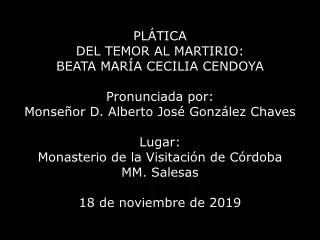 PLÁTICA
DEL TEMOR AL MARTIRIO:
BEATA MARÍA CECILIA CENDOYA
Pronunciada por:
Monseñor D. Alberto José González Chaves
Lugar:
Monasterio de la Visitación de Córdoba
MM. Salesas
18 de noviembre de 2019